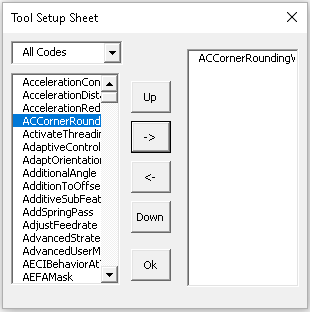 Tool Setup Sheet
All Codes
AccelerationCon
AccelerationDista
AccelerationRed
ACCornerRound
ActivateThreadin
AdaptiveControl
AdaptOrientation
AdditionalAngle
AdditionToOffse
AdditiveSubFeat
AddSpringPass
AdjustFeedrate
AdvancedStrate
AdvancedUserM
AECIBehaviorAt
AEFAMask
Up
->
<-
Down
Ok
ACCornerRoundingV